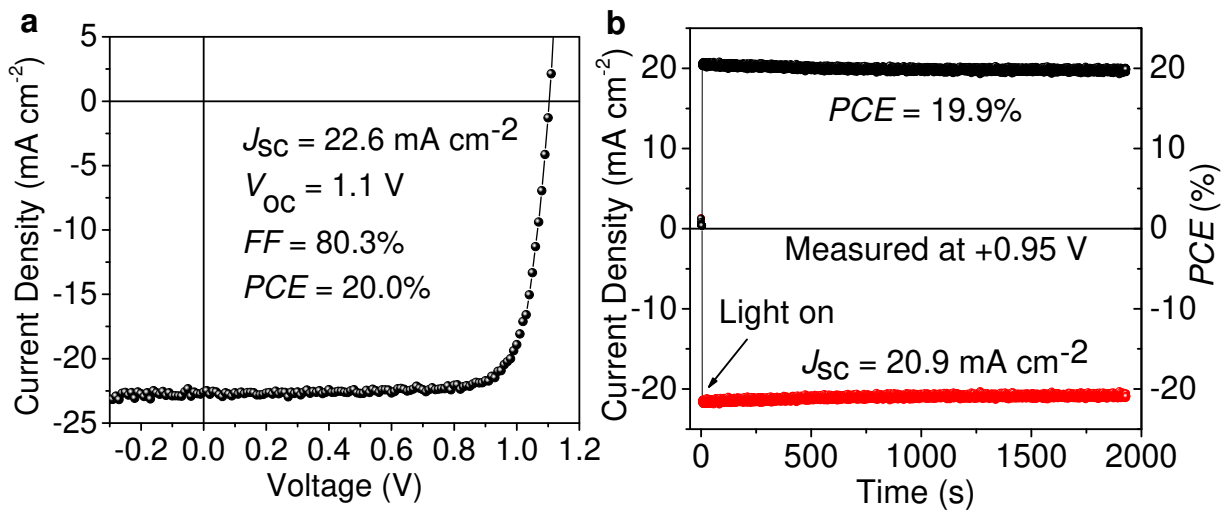 a
5
0
-5
-10
-15
-20
-25
Current Density (mA cm-2)
J_SC = 22.6 mA cm-2
V_OC = 1.1 V
FF = 80.3%
PCE = 20.0%
-0.2 0.0 0.2 0.4 0.6 0.8 1.0 1.2
Voltage (V)
b
20
10
0
-10
-20
Current Density (mA cm-2)
PCE = 19.9%
Measured at +0.95 V
Light on
J_SC = 20.9 mA cm-2
20
10
0
-10
-20
PCE (%)
0 500 1000 1500 2000
Time (s)